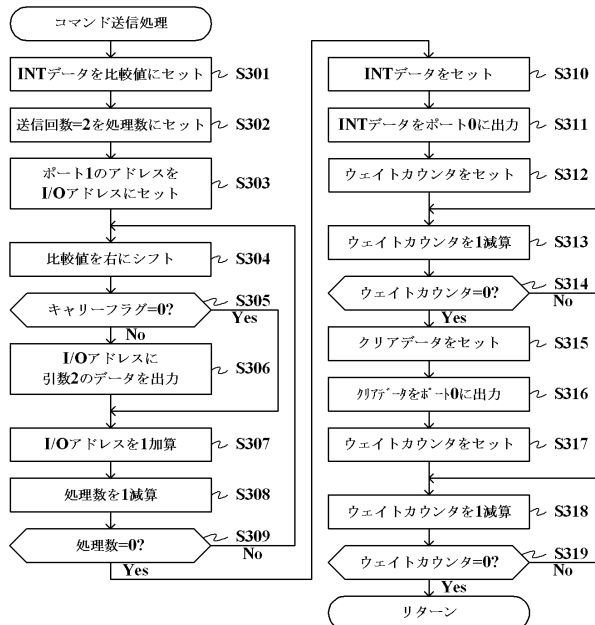 コマンド送信処理
INTデータを比較値にセット S301
送信回数=2を処理数にセット S302
ポート1のアドレスを
I/Oアドレスにセット S303
比較値を右にシフト S304
キャリーフラグ=0? S305
Yes
No
I/Oアドレスに
引数2のデータを出力 S306
I/Oアドレスを1加算 S307
処理数を1減算 S308
処理数=0? S309
No
Yes
INTデータをセット S310
INTデータをポート0に出力 S311
ウェイトカウンタをセット S312
ウェイトカウンタを1減算 S313
ウェイトカウンタ=0? S314
No
Yes
クリアデータをセット S315
クリアデータをポート0に出力 S316
ウェイトカウンタをセット S317
ウェイトカウンタを1減算 S318
ウェイトカウンタ=0? S319
No
Yes
リターン